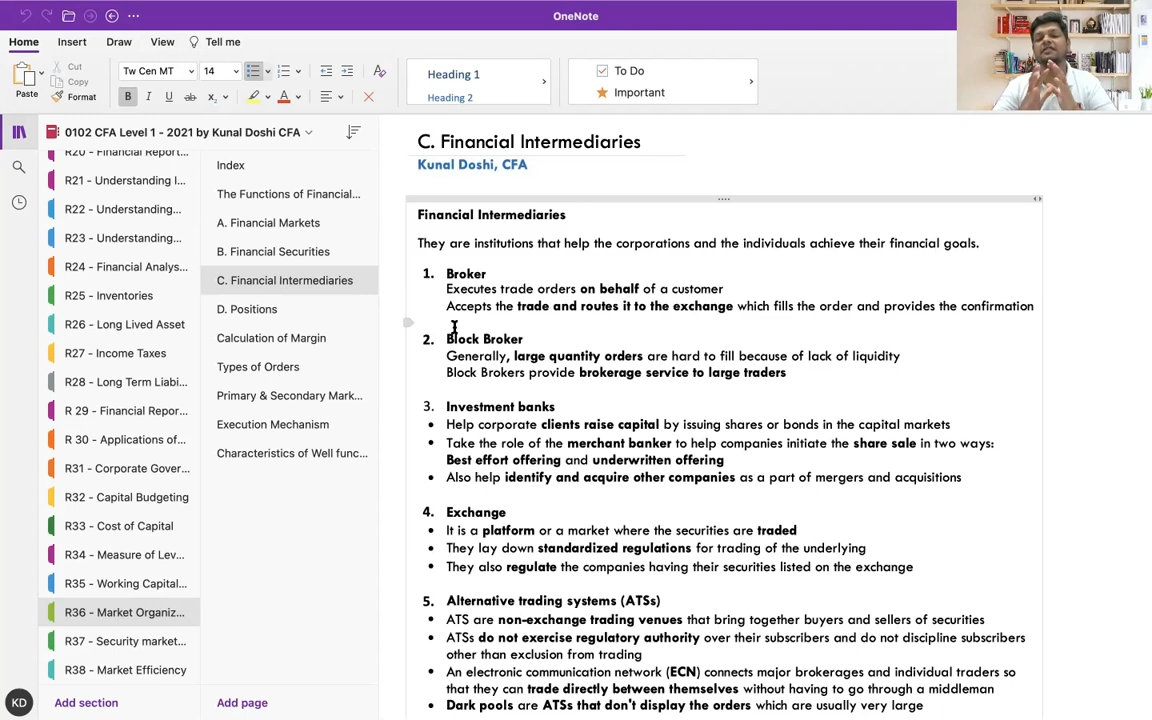 OneNote
Home Insert Draw View Tell me
Paste
Cut
Copy
Format
Tw Cen MT 14
B I U ab x₂ A
Heading 1
Heading 2
To Do
Important
0102 CFA Level 1 - 2021 by Kunal Doshi CFA
R20 - Financial Report...
R21 - Understanding I...
R22 - Understanding...
R23 - Understanding...
R24 - Financial Analys...
R25 - Inventories
R26 - Long Lived Asset
R27 - Income Taxes
R28 - Long Term Liabi...
R 29 - Financial Repor...
R 30 - Applications of...
R31 - Corporate Gover...
R32 - Capital Budgeting
R33 - Cost of Capital
R34 - Measure of Lev...
R35 - Working Capital...
R36 - Market Organiz...
R37 - Security market...
R38 - Market Efficiency
KD
Add section
Index
The Functions of Financial...
A. Financial Markets
B. Financial Securities
C. Financial Intermediaries
D. Positions
Calculation of Margin
Types of Orders
Primary & Secondary Mark...
Execution Mechanism
Characteristics of Well func...
Add page
C. Financial Intermediaries
Kunal Doshi, CFA
Financial Intermediaries
They are institutions that help the corporations and the individuals achieve their financial goals.
1. Broker
Executes trade orders on behalf of a customer
Accepts the trade and routes it to the exchange which fills the order and provides the confirmation
2. Block Broker
Generally, large quantity orders are hard to fill because of lack of liquidity
Block Brokers provide brokerage service to large traders
3. Investment banks
• Help corporate clients raise capital by issuing shares or bonds in the capital markets
• Take the role of the merchant banker to help companies initiate the share sale in two ways:
Best effort offering and underwritten offering
• Also help identify and acquire other companies as a part of mergers and acquisitions
4. Exchange
• It is a platform or a market where the securities are traded
• They lay down standardized regulations for trading of the underlying
• They also regulate the companies having their securities listed on the exchange
5. Alternative trading systems (ATSs)
• ATS are non-exchange trading venues that bring together buyers and sellers of securities
• ATSs do not exercise regulatory authority over their subscribers and do not discipline subscribers
other than exclusion from trading
• An electronic communication network (ECN) connects major brokerages and individual traders so
that they can trade directly between themselves without having to go through a middleman
• Dark pools are ATSs that don't display the orders which are usually very large